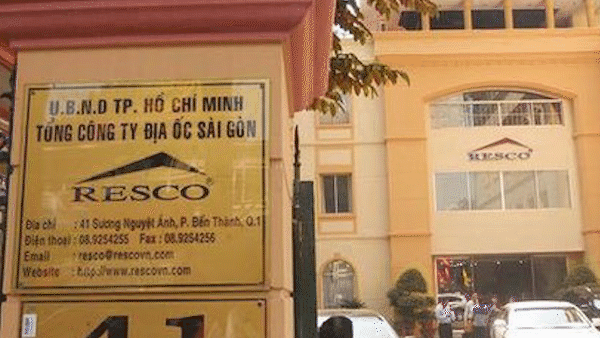 U.B.N.D TP. HỒ CHÍ MINH
TỔNG CÔNG TY ĐỊA ỐC SÀI GÒN
RESCO
Địa chỉ : 41 Sương Nguyệt Ánh, P. Bến Thành, Q.1
Điện thoại : 08.9254255 Fax : 08.9254256
Email : resco@rescovn.com
Website : http://www.rescovn.com
41
RESCO